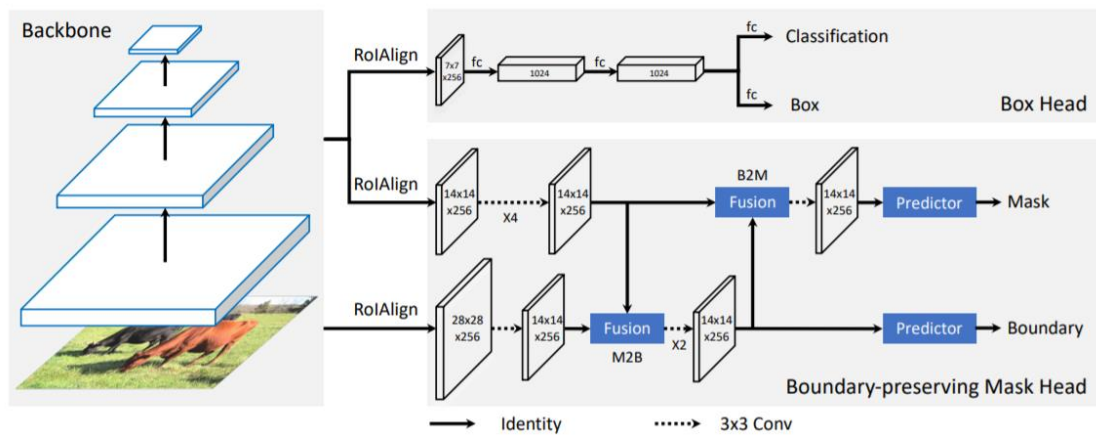 Backbone
RoIAlign
7x7
x256
fc
1024
fc
1024
fc
Classification
fc
Box
Box Head
RoIAlign
14x14
x256
X4
14x14
x256
B2M
Fusion
14x14
x256
Predictor
Mask
RoIAlign
28x28
x256
14x14
x256
Fusion
M2B
X2
14x14
x256
Predictor
Boundary
Boundary-preserving Mask Head
Identity
3x3 Conv